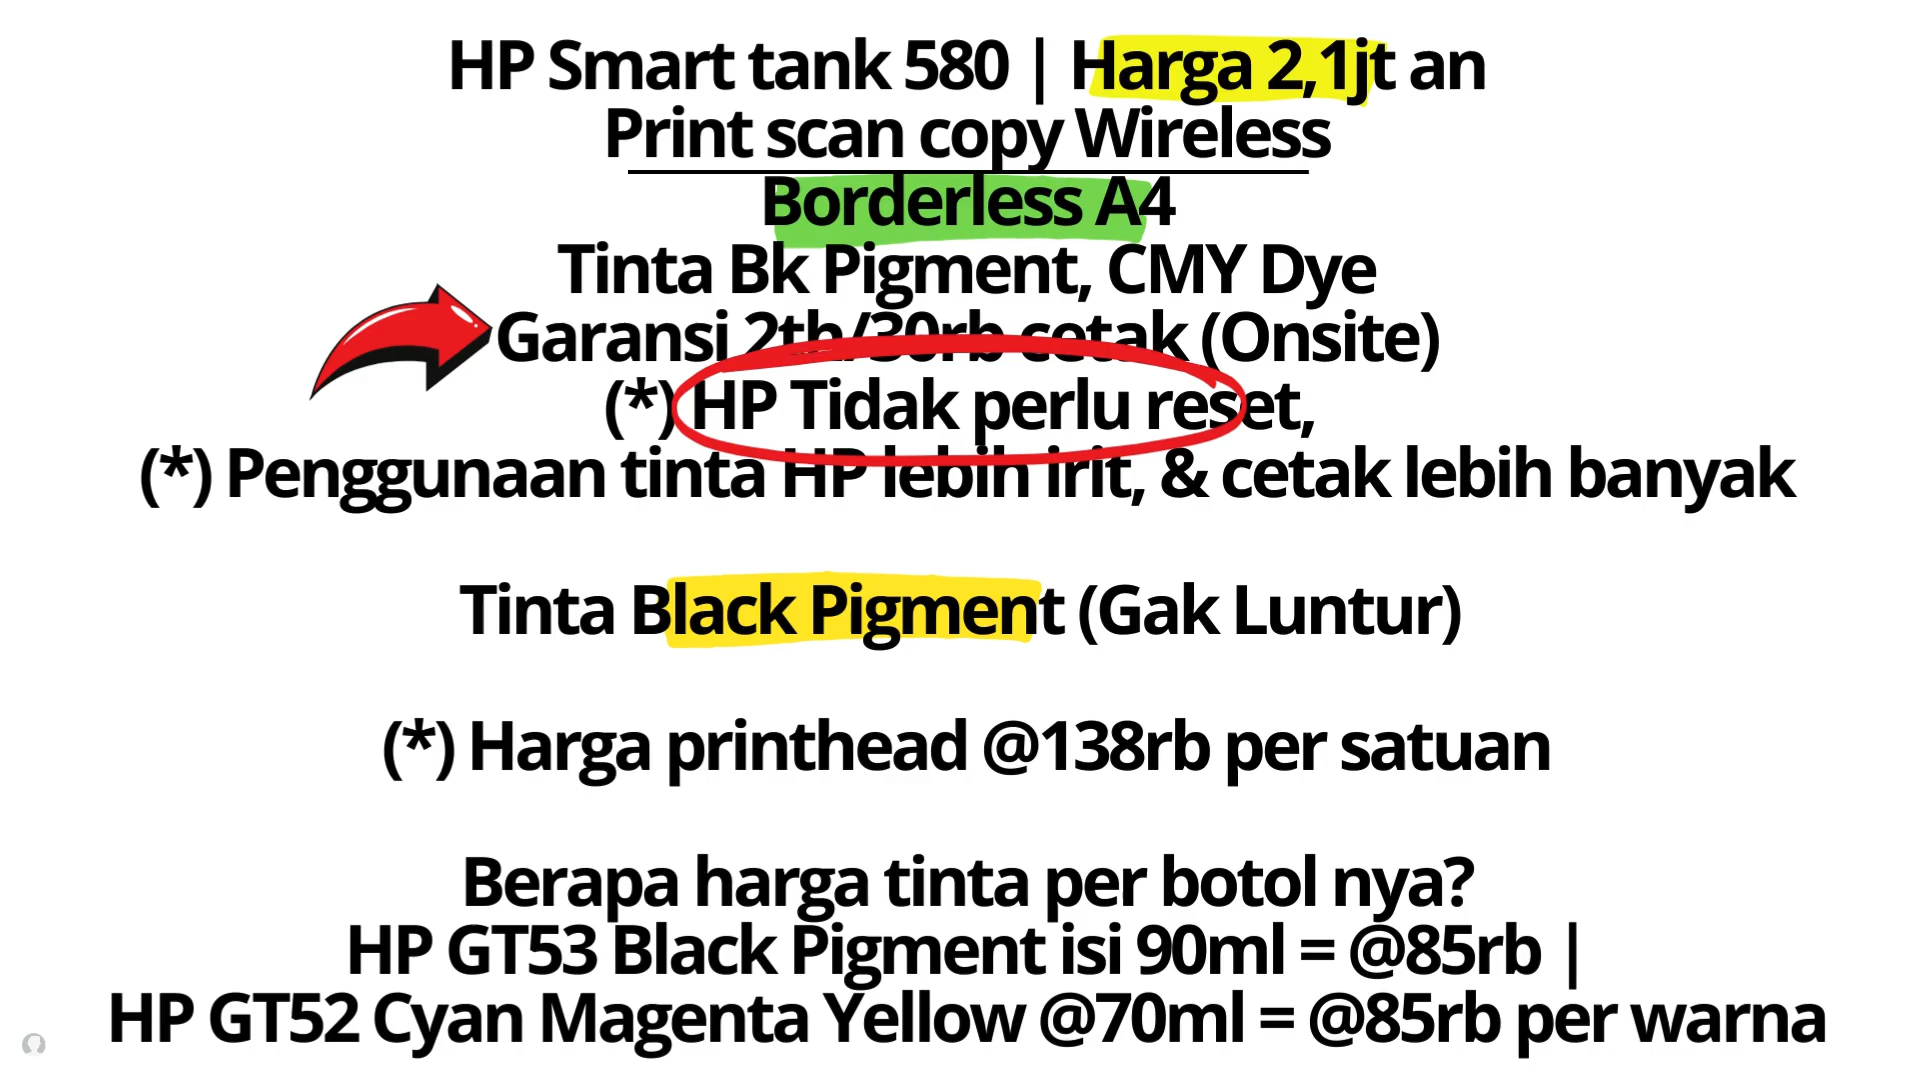 HP Smart tank 580 | Harga 2,1jt an
Print scan copy Wireless
Borderless A4
Tinta Bk Pigment, CMY Dye
Garansi 2th/30rb cetak (Onsite)
(*) HP Tidak perlu reset,
(*) Penggunaan tinta HP lebih irit, & cetak lebih banyak
Tinta Black Pigment (Gak Luntur)
(*) Harga printhead @138rb per satuan
Berapa harga tinta per botol nya?
HP GT53 Black Pigment isi 90ml = @85rb |
HP GT52 Cyan Magenta Yellow @70ml = @85rb per warna